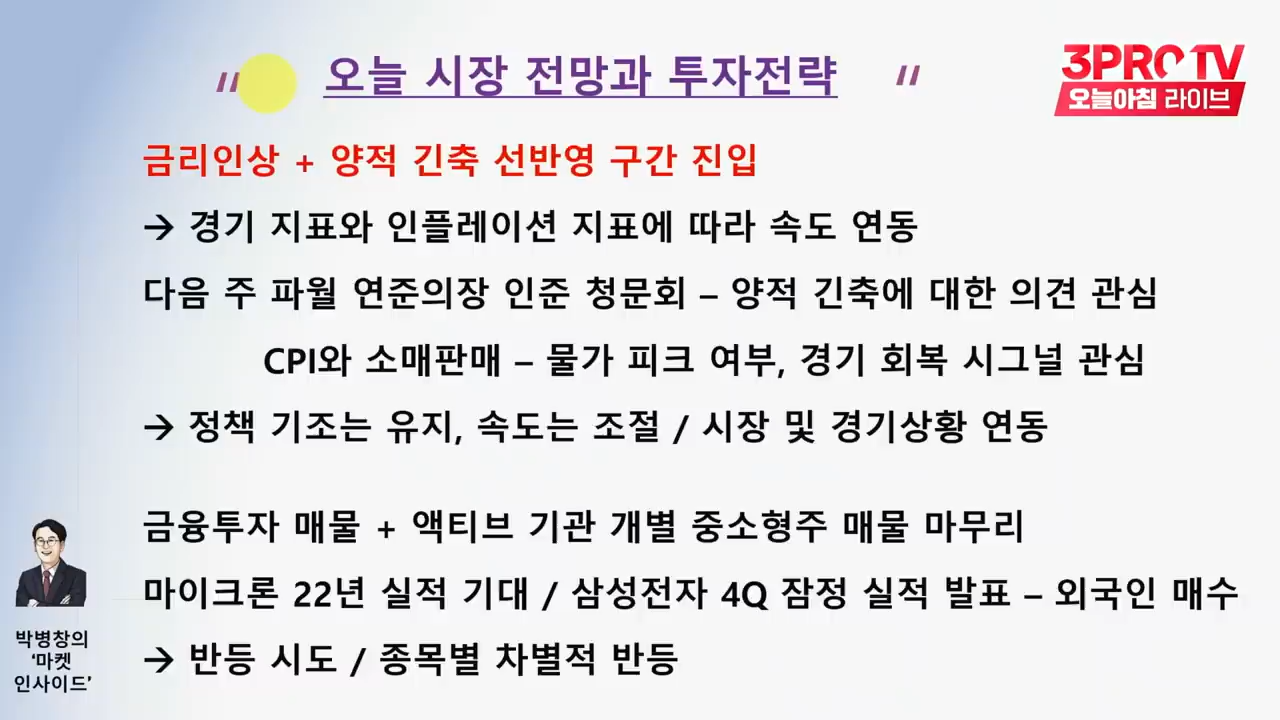 " 오늘 시장 전망과 투자전략 "
3PROTV
오늘아침 라이브
금리인상 + 양적 긴축 선반영 구간 진입
→ 경기 지표와 인플레이션 지표에 따라 속도 연동
다음 주 파월 연준의장 인준 청문회 – 양적 긴축에 대한 의견 관심
CPI와 소매판매 – 물가 피크 여부, 경기 회복 시그널 관심
→ 정책 기조는 유지, 속도는 조절 / 시장 및 경기상황 연동
금융투자 매물 + 액티브 기관 개별 중소형주 매물 마무리
마이크론 22년 실적 기대 / 삼성전자 4Q 잠정 실적 발표 – 외국인 매수
→ 반등 시도 / 종목별 차별적 반등
박병창의
‘마켓
인사이드’